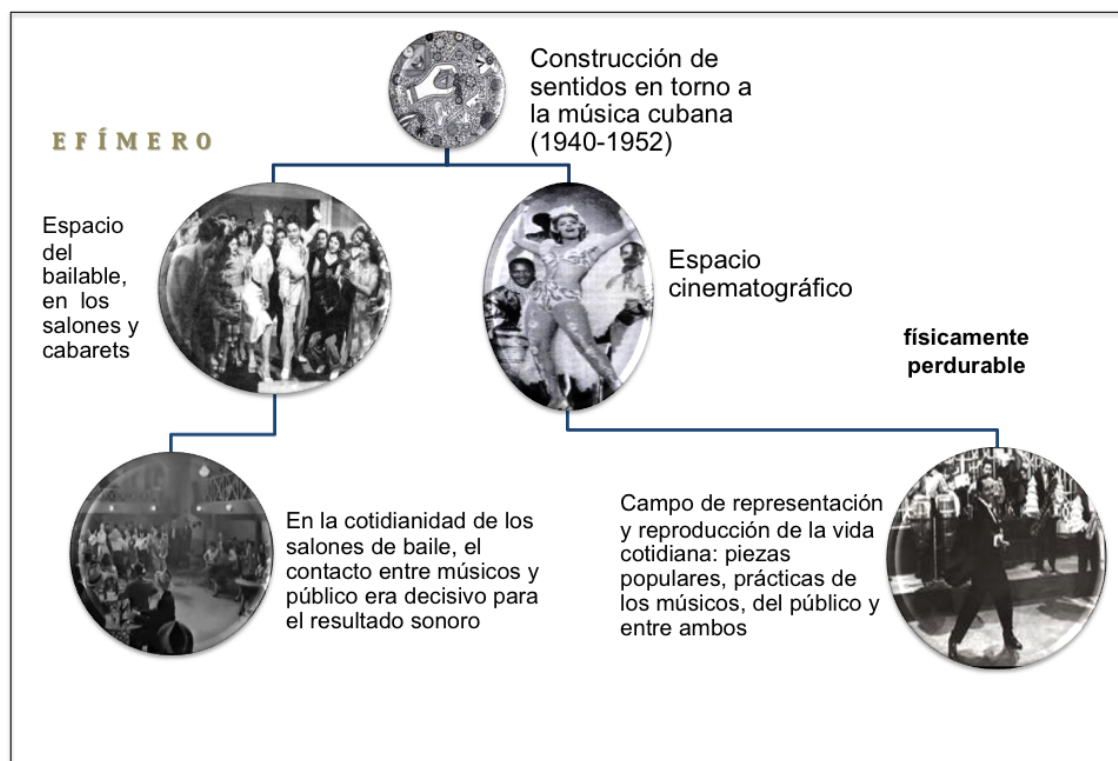 Construcción de
sentidos en torno a
la música cubana
(1940-1952)
EFÍMERO
Espacio
del
bailable,
en los
salones y
cabarets
Espacio
cinematográfico
físicamente
perdurable
En la cotidianidad de los
salones de baile, el
contacto entre músicos y
público era decisivo para
el resultado sonoro
Campo de representación
y reproducción de la vida
cotidiana: piezas
populares, prácticas de
los músicos, del público y
entre ambos